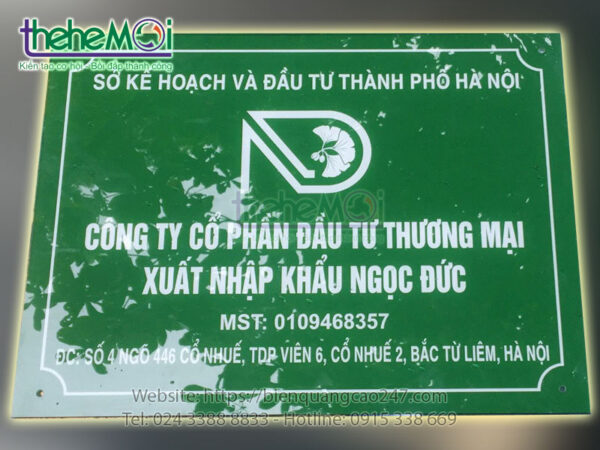 theheMơi
Kiến tạo cơ hội - Bồi đắp thành công
SỞ KẾ HOẠCH VÀ ĐẦU TƯ THÀNH PHỐ HÀ NỘI
theheMơi
CÔNG TY CỔ PHẦN ĐẦU TƯ THƯƠNG MẠI
XUẤT NHẬP KHẨU NGỌC ĐỨC
MST: 0109468357
ĐC: SỐ 4 NGÕ 446 CỔ NHUẾ, TDP VIÊN 6, CỔ NHUẾ 2, BẮC TỪ LIÊM, HÀ NỘI
Website: https://bienquangcao247.com
Tel: 024 3388 8833 - Hotline: 0915 338 669